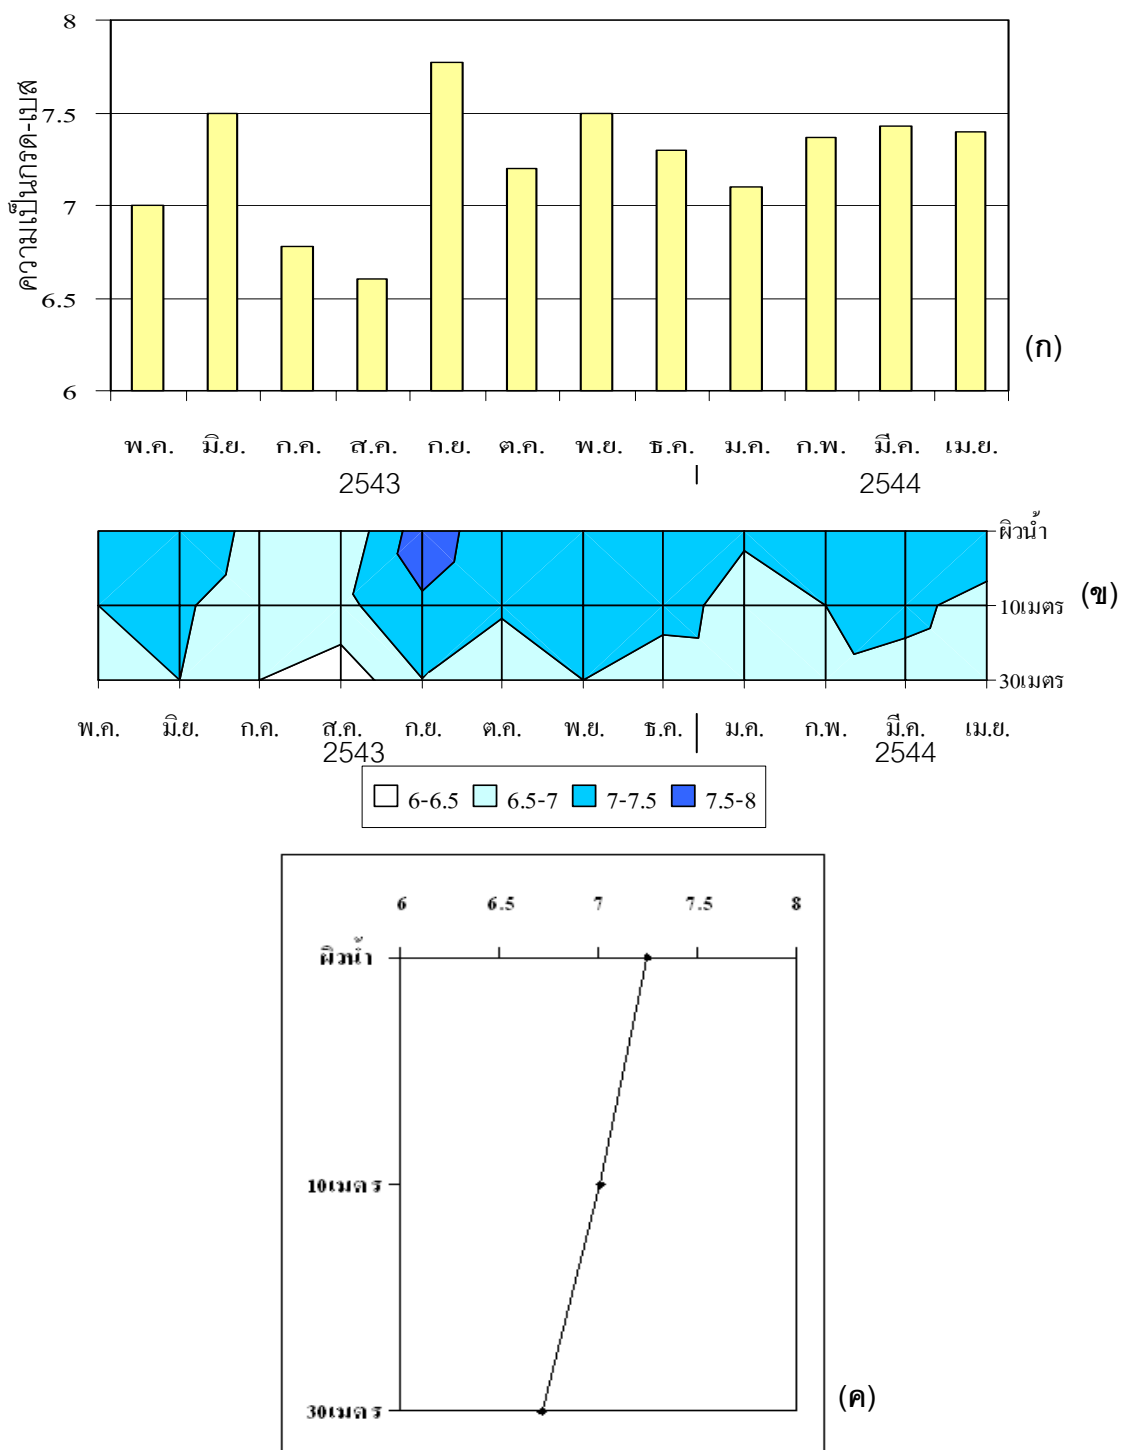 ความเป็นกรด-เบส
8
7.5
7
6.5
6
(ก)
พ.ค. มิ.ย. ก.ค. ส.ค. ก.ย. ต.ค. พ.ย. ธ.ค. ม.ค. ก.พ. มี.ค. เม.ย.
2543 2544
ผิวน้ำ
10เมตร
(ข)
30เมตร
พ.ค. มิ.ย. ก.ค. ส.ค. ก.ย. ต.ค. พ.ย. ธ.ค. ม.ค. ก.พ. มี.ค. เม.ย.
2543 2544
6-6.5 6.5-7 7-7.5 7.5-8
6 6.5 7 7.5 8
ผิวน้ำ
10เมตร
30เมตร
(ค)